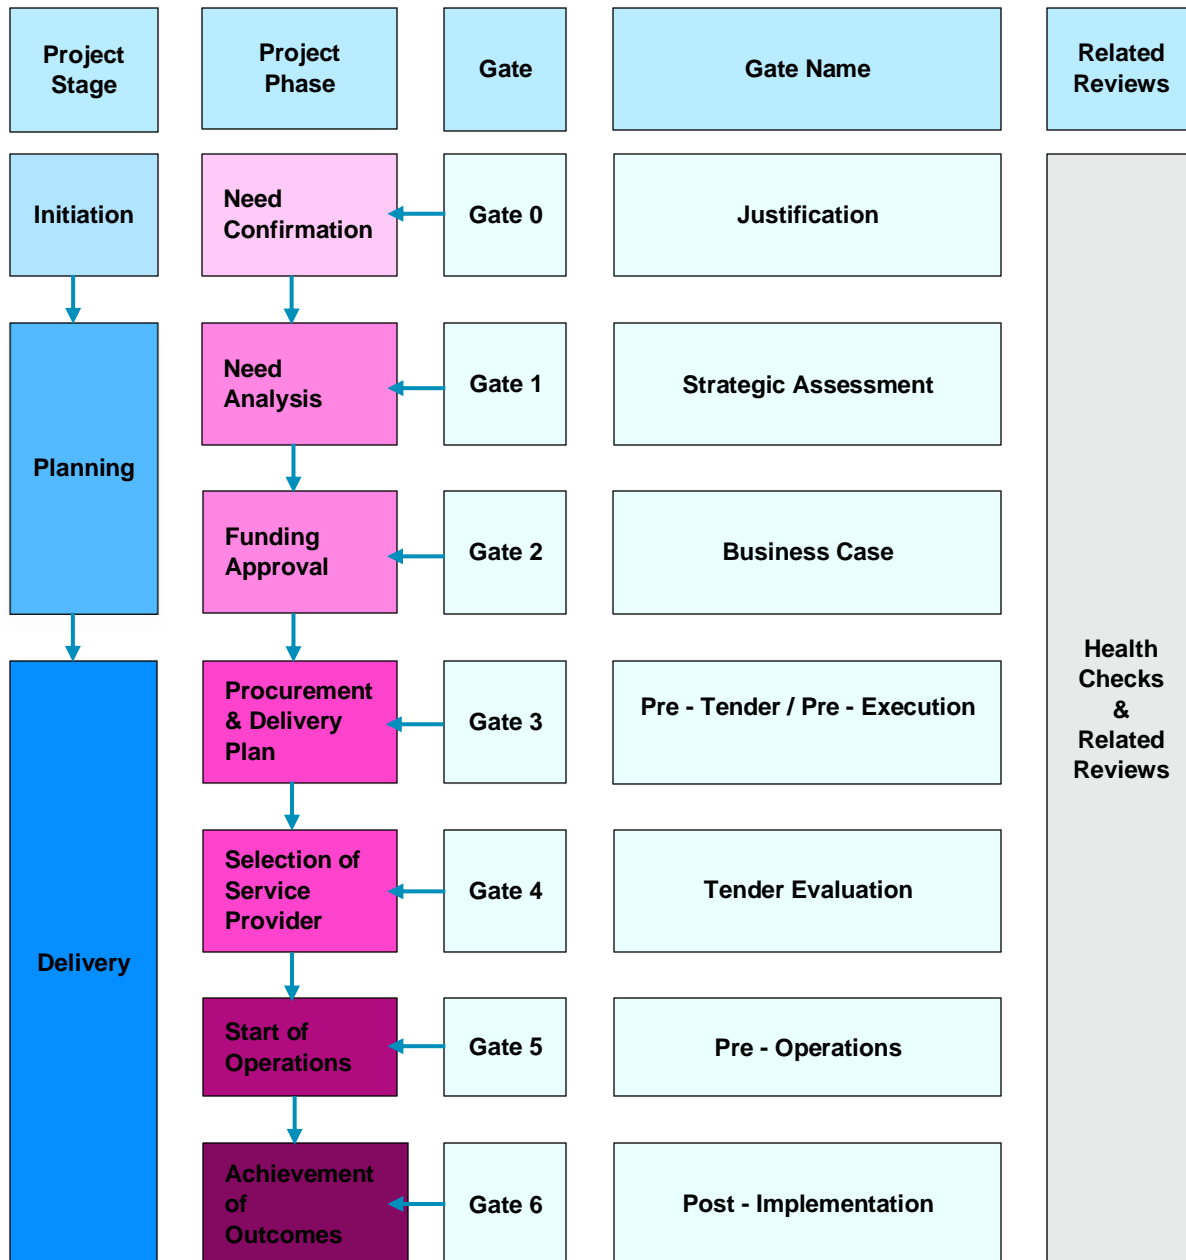 Project
Stage
Project
Phase
Gate
Gate Name
Related
Reviews
Initiation
Need
Confirmation
Gate 0
Justification
Planning
Need
Analysis
Gate 1
Strategic Assessment
Funding
Approval
Gate 2
Business Case
Delivery
Procurement
& Delivery
Plan
Gate 3
Pre - Tender / Pre - Execution
Selection of
Service
Provider
Gate 4
Tender Evaluation
Start of
Operations
Gate 5
Pre - Operations
Achievement
of
Outcomes
Gate 6
Post - Implementation
Health
Checks
&
Related
Reviews